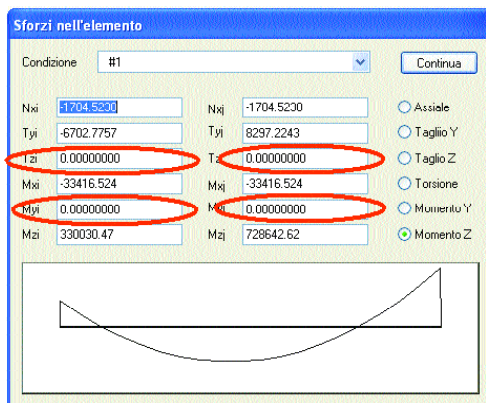 Sforzi nell'elemento
Condizione #1 Continua
Nxi -1704.5230 Nxj -1704.5230 Assiale
Tyi -6702.7757 Tyi 8297.2243 Taglio Y
Tzi 0.00000000 0.00000000 Taglio Z
Mxi -33416.524 Mxj -33416.524 Torsione
Myi 0.00000000 0.00000000 Momento Y
Mzi 330030.47 Mzj 728642.62 Momento Z